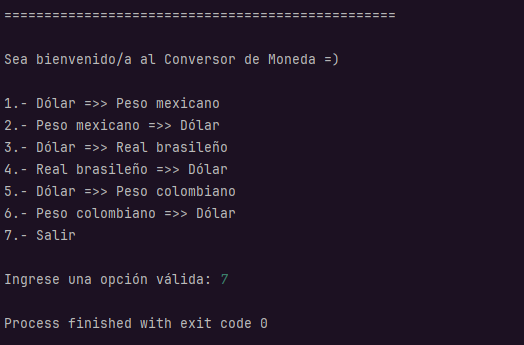 =================================================
Sea bienvenido/a al Conversor de Moneda =)
1.- Dólar =>> Peso mexicano
2.- Peso mexicano =>> Dólar
3.- Dólar =>> Real brasileño
4.- Real brasileño =>> Dólar
5.- Dólar =>> Peso colombiano
6.- Peso colombiano =>> Dólar
7.- Salir
Ingrese una opción válida: 7
Process finished with exit code 0